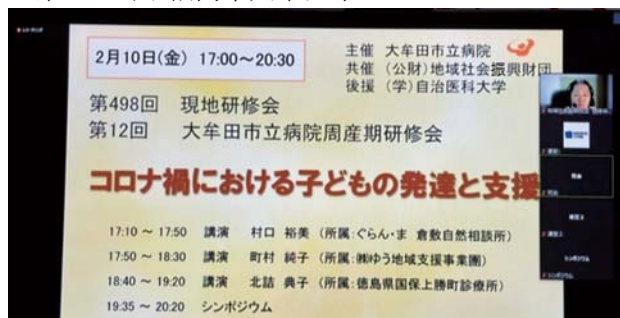 2月10日(金) 17:00~20:30
主催 大牟田市立病院
共催 (公財)地域社会振興財団
後援 (学)自治医科大学
第498回 現地研修会
第12回 大牟田市立病院周産期研修会
コロナ禍における子どもの発達と支援
17:10 ~ 17:50 講演 村口 裕美 (所属:ぐらん・ま 倉敷自然相談所)
17:50 ~ 18:30 講演 町村 純子 (所属:㈱ゆう地域支援事業團)
18:40 ~ 19:20 講演 北詰 典子 (所属:徳島県国保上勝町診療所)
19:35 ~ 20:20 シンポジウム
シンポジウム